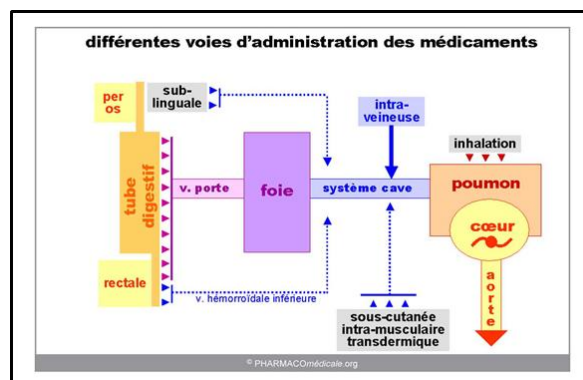 différentes voies d'administration des médicaments
per
os
sub-
linguale
intra-
veineuse
inhalation
tube
digestif
v. porte
foie
système cave
poumon
cœur
rectale
v. hémorroïdale inférieure
aorte
sous-cutanée
intra-musculaire
transdermique
© PHARMACOmédicale.org